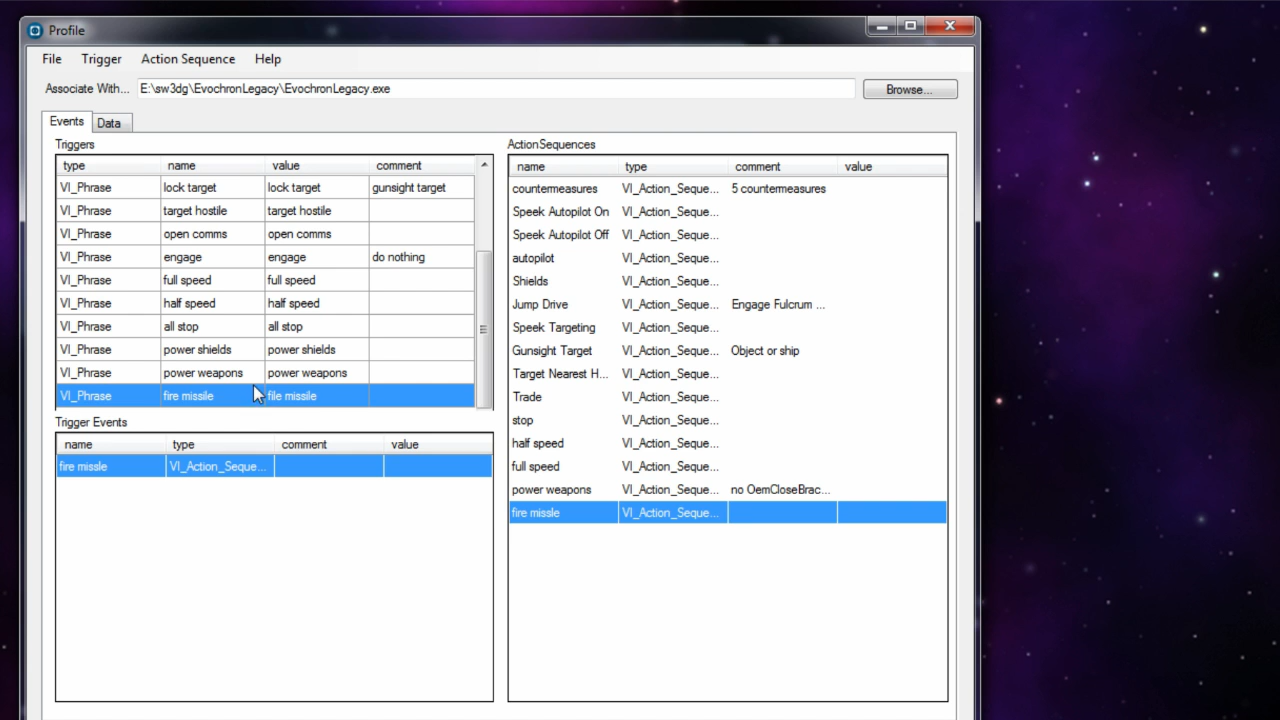 Profile
File Trigger Action Sequence Help
Associate With... E:\sw3dg\EvochronLegacy\EvochronLegacy.exe Browse...
Events Data
Triggers
type name value comment
VI_Phrase lock target lock target gunsight target
VI_Phrase target hostile target hostile
VI_Phrase open comms open comms
VI_Phrase engage engage do nothing
VI_Phrase full speed full speed
VI_Phrase half speed half speed
VI_Phrase all stop all stop
VI_Phrase power shields power shields
VI_Phrase power weapons power weapons
VI_Phrase fire missile file missile
Trigger Events
name type comment value
fire missle VI_Action_Seque...
ActionSequences
name type comment value
countermeasures VI_Action_Seque... 5 countermeasures
Speek Autopilot On VI_Action_Seque...
Speek Autopilot Off VI_Action_Seque...
autopilot VI_Action_Seque...
Shields VI_Action_Seque...
Jump Drive VI_Action_Seque... Engage Fulcrum ...
Speek Targeting VI_Action_Seque...
Gunsight Target VI_Action_Seque... Object or ship
Target Nearest H... VI_Action_Seque...
Trade VI_Action_Seque...
stop VI_Action_Seque...
half speed VI_Action_Seque...
full speed VI_Action_Seque...
power weapons VI_Action_Seque... no OemCloseBrac...
fire missle VI_Action_Seque...